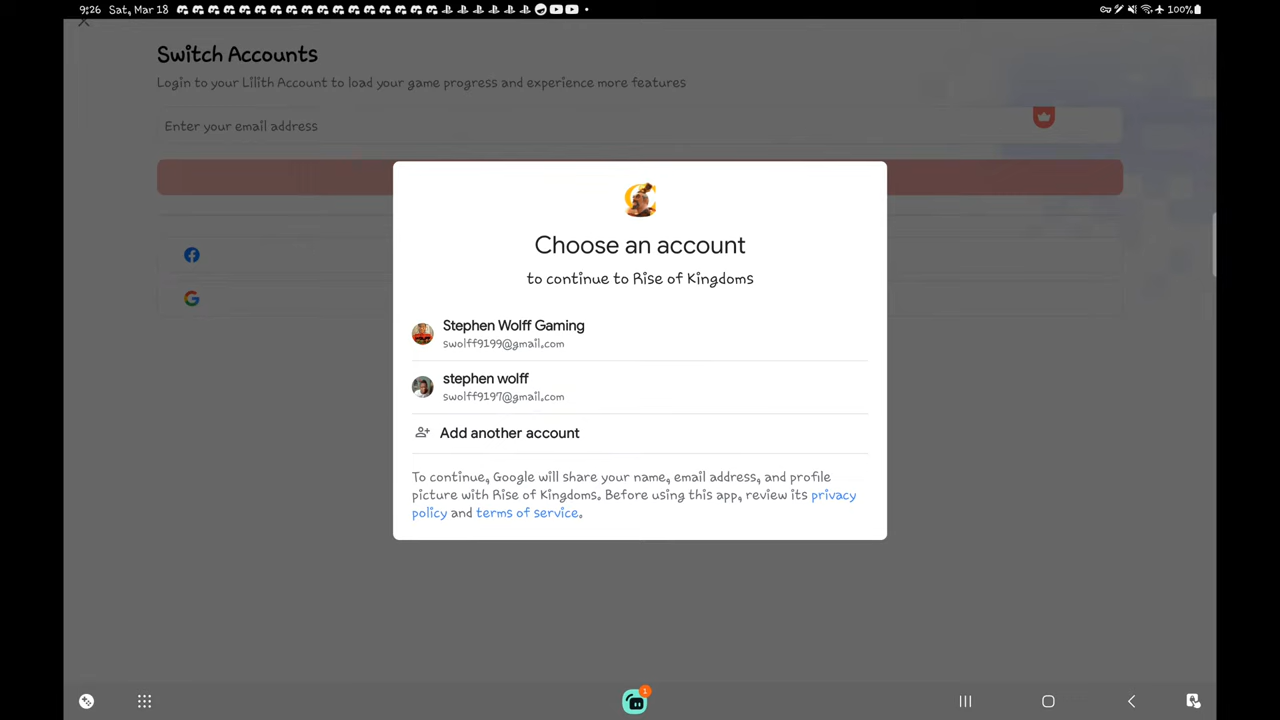 9:26 Sat, Mar 18
100%
Switch Accounts
Login to your Lilith Account to load your game progress and experience more features
Enter your email address
Choose an account
to continue to Rise of Kingdoms
Stephen Wolff Gaming
swolff9199@gmail.com
stephen wolff
swolff9197@gmail.com
Add another account
To continue, Google will share your name, email address, and profile
picture with Rise of Kingdoms. Before using this app, review its privacy
policy and terms of service.
1